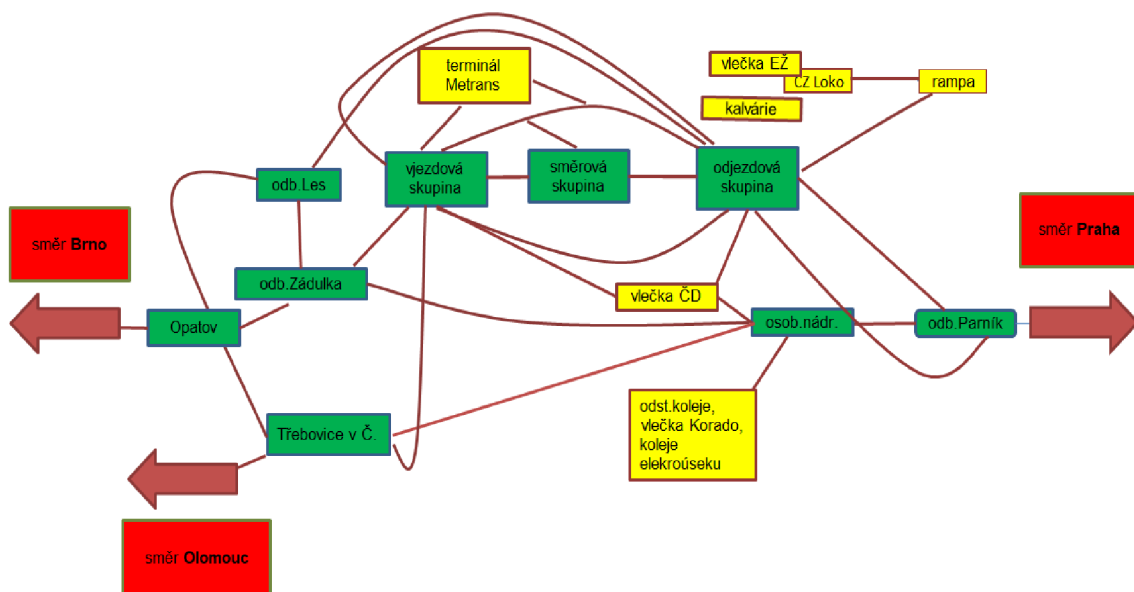 terminál
Metrans
vlečka EŽ
CZ Loko
rampa
kalvárie
vjezdová
skupina
směrová
skupina
odjezdová
skupina
odb.Les
směr Brno
směr Praha
odb.Zádulka
vlečka ČD
Opatov
osob.nádr.
odb.Parník
odst.koleje,
vlečka Korado,
koleje
elekroúseku
Třebovice v Č.
směr Olomouc